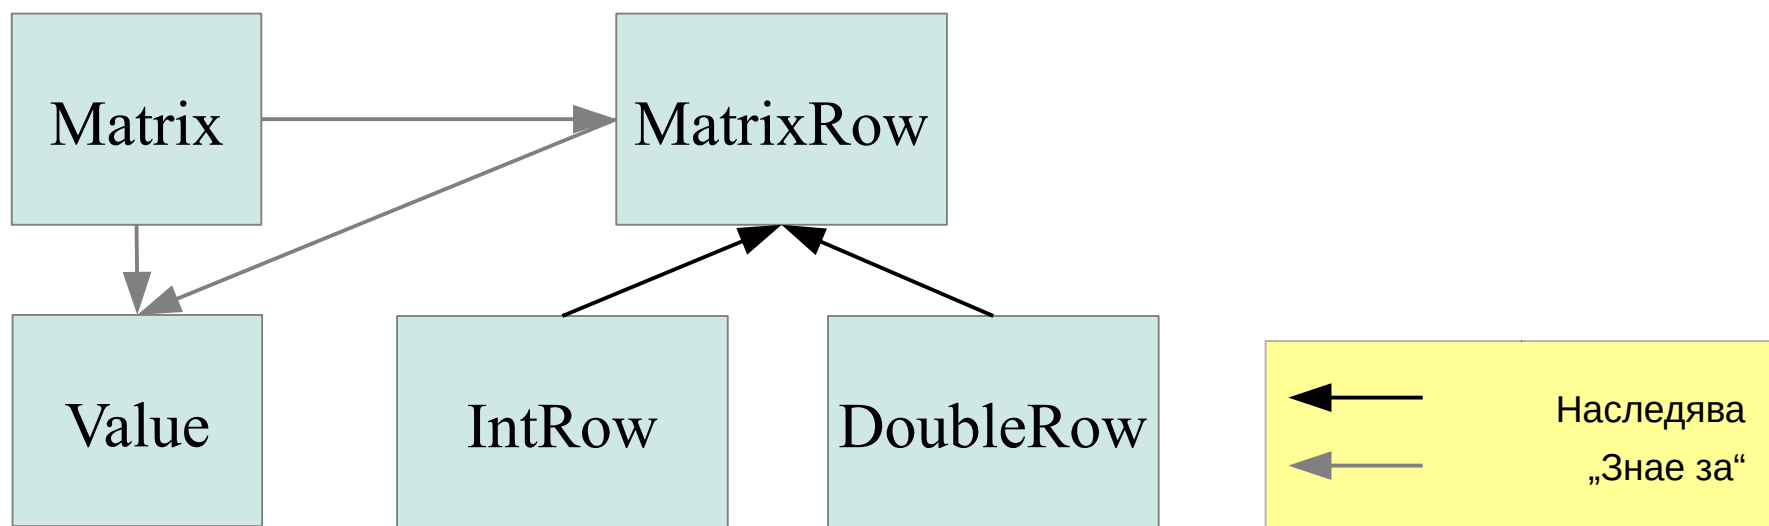 Matrix
MatrixRow
Value
IntRow
DoubleRow
Наследява
„Знае за“